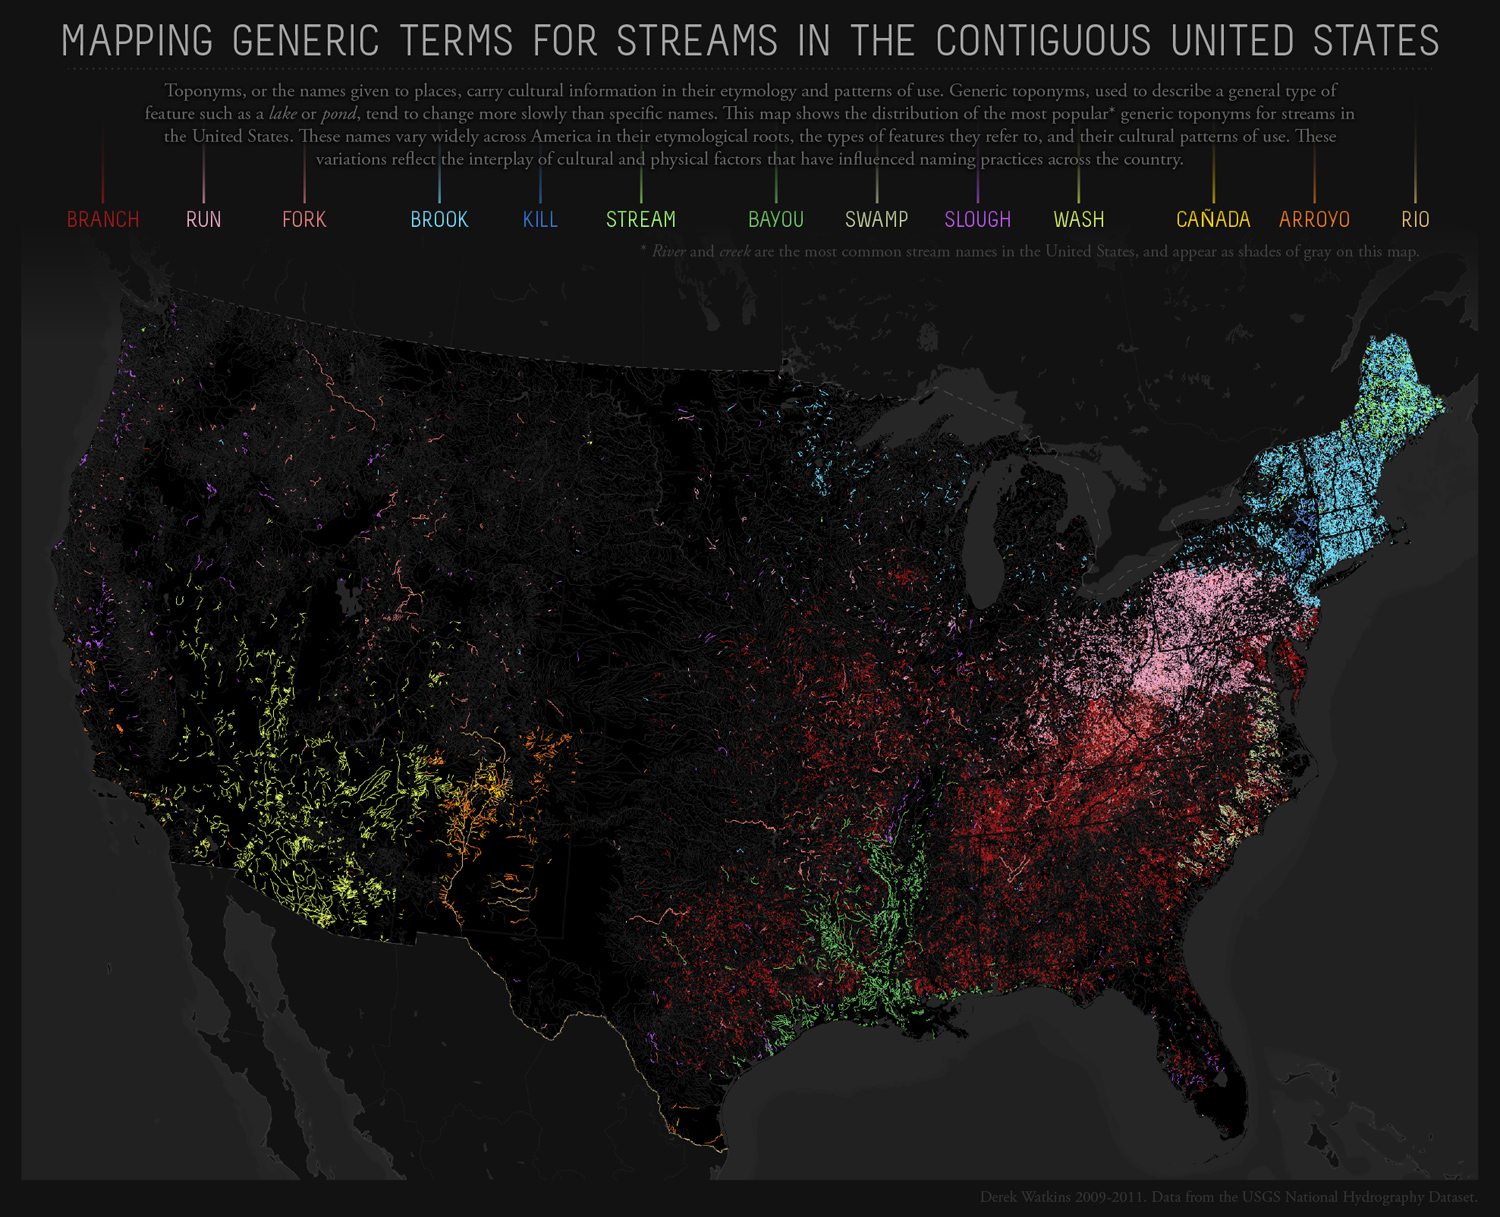 MAPPING GENERIC TERMS FOR STREAMS IN THE CONTIGUOUS UNITED STATES
Toponyms, or the names given to places, carry cultural information in their etymology and patterns of use. Generic toponyms, used to describe a general type of
feature such as a lake or pond, tend to change more slowly than specific names. This map shows the distribution of the most popular* generic toponyms for streams in
the United States. These names vary widely across America in their etymological roots, the types of features they refer to, and their cultural patterns of use. These
variations reflect the interplay of cultural and physical factors that have influenced naming practices across the country.
BRANCH RUN FORK BROOK KILL STREAM BAYOU SWAMP SLOUGH WASH CAÑADA ARROYO RIO
* River and creek are the most common stream names in the United States, and appear as shades of gray on this map.
Derek Watkins 2009-2011. Data from the USGS National Hydrography Dataset.